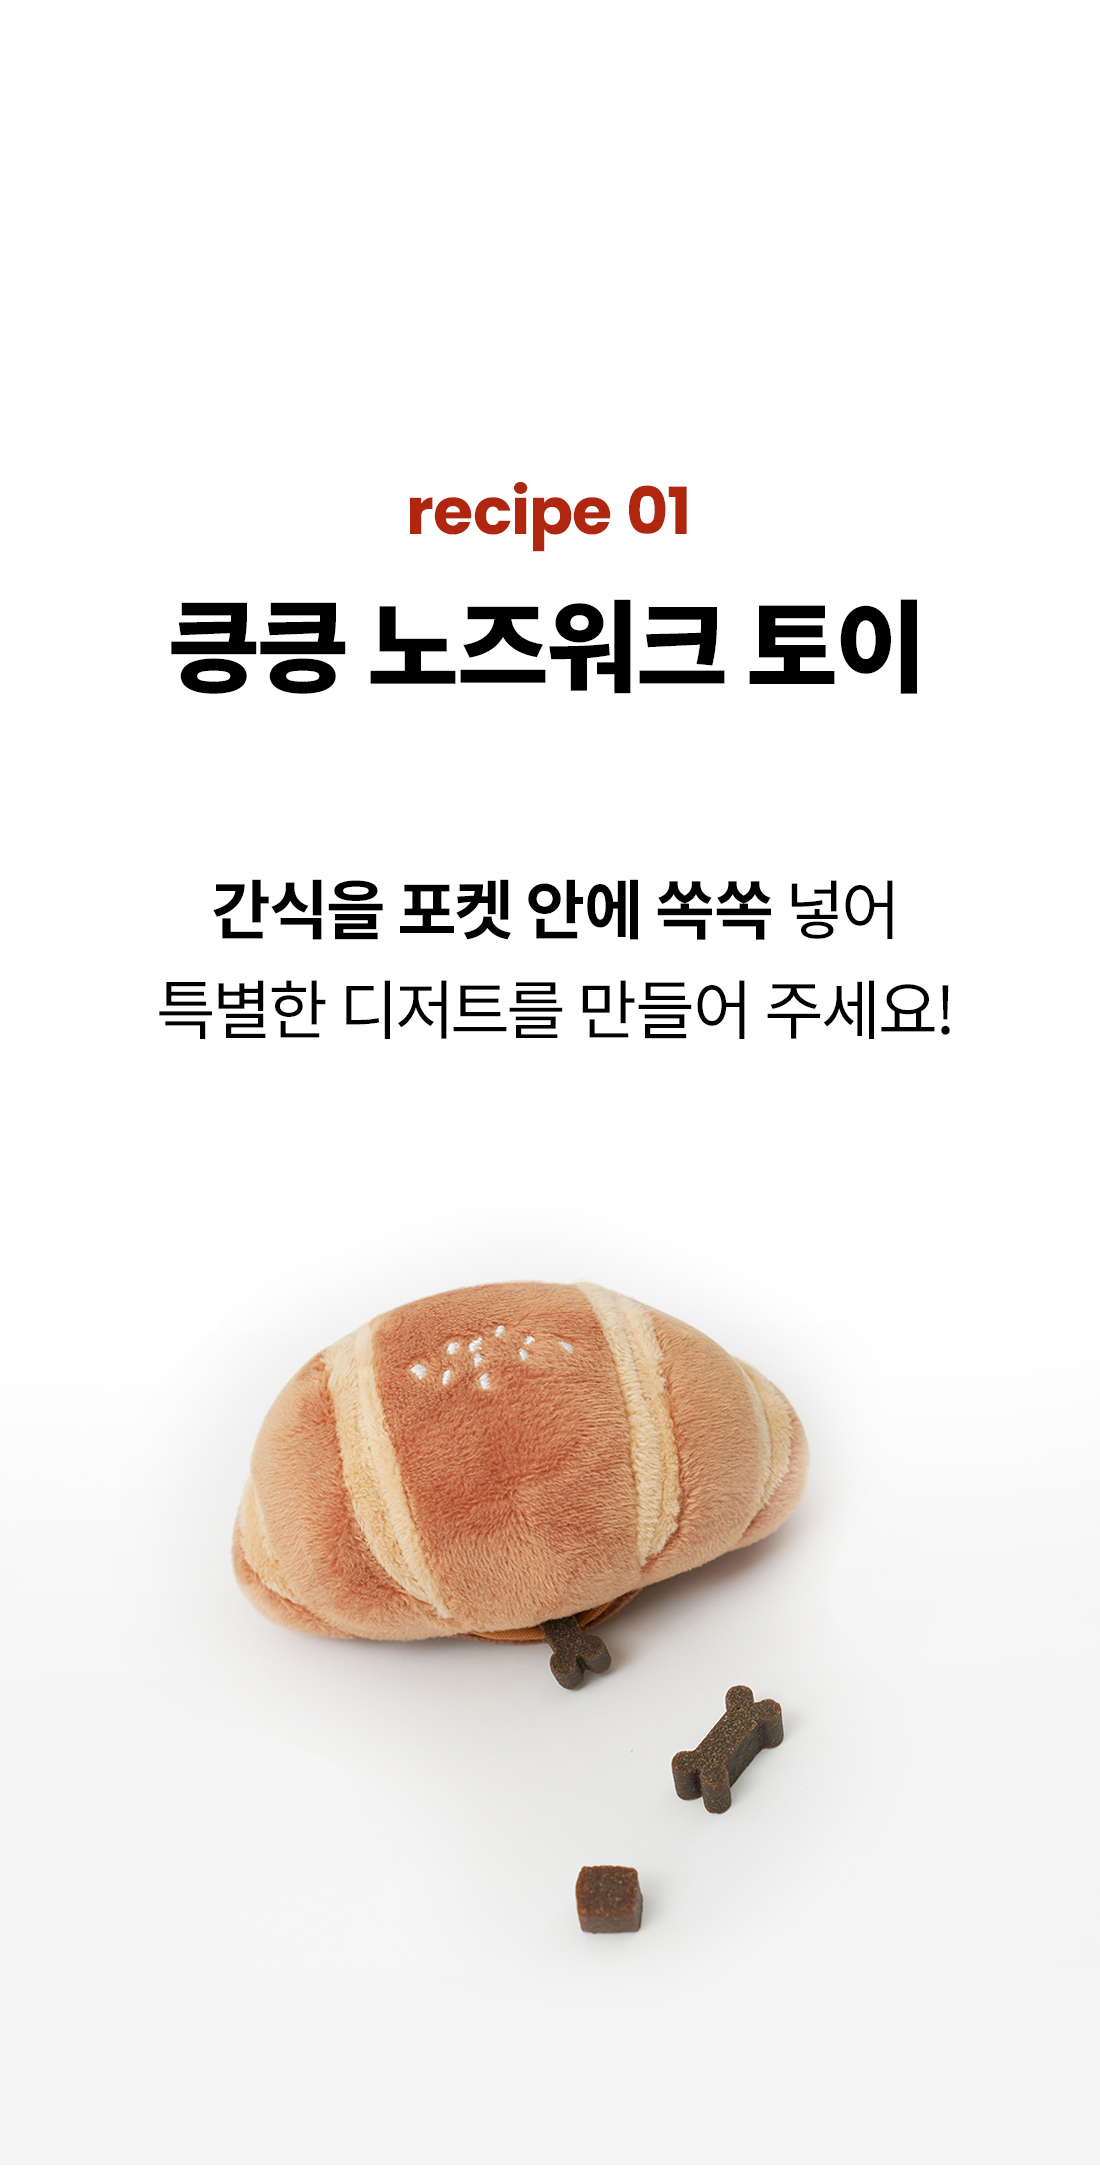 recipe 01
킁킁 노즈워크 토이
간식을 포켓 안에 쏙쏙 넣어
특별한 디저트를 만들어 주세요!